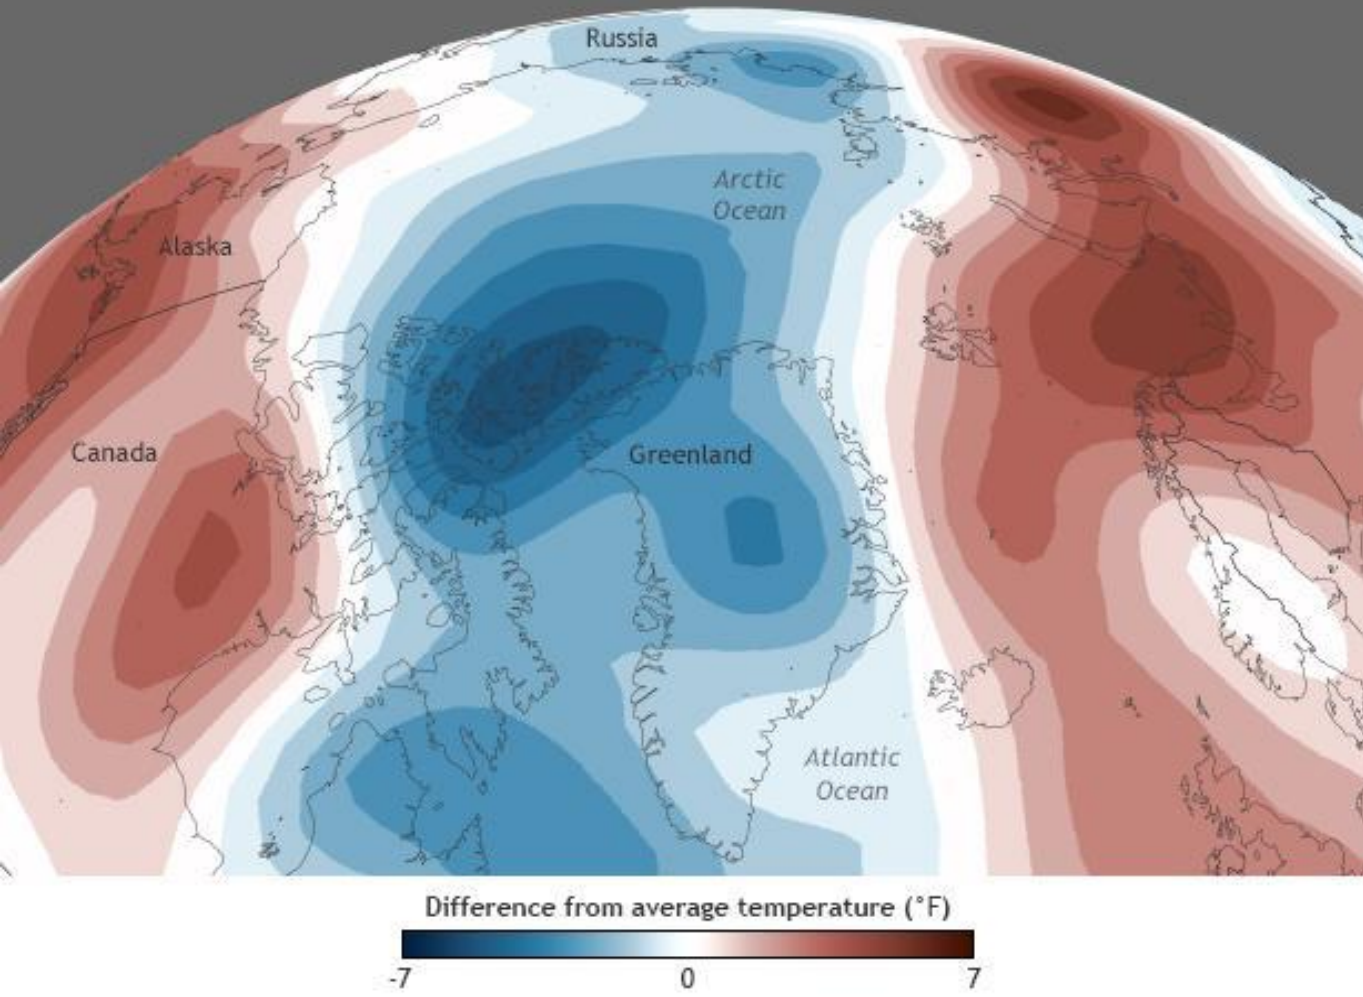 Russia
Arctic
Ocean
Alaska
Canada
Greenland
Atlantic
Ocean
Difference from average temperature (°F)
-7 0 7